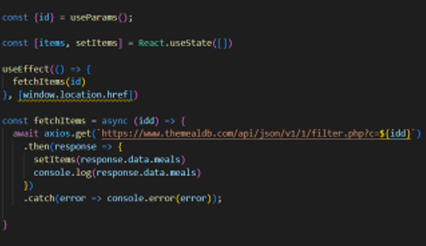 const {id} = useParams();
const [items, setItems] = React.useState([])
useEffect(() => {
fetchItems(id)
}, [window.location.href])
const fetchItems = async (idd) => {
await axios.get(`https://www.themealdb.com/api/json/v1/1/filter.php?c=${idd}`)
.then(response => {
setItems(response.data.meals)
console.log(response.data.meals)
})
.catch(error => console.error(error));
}